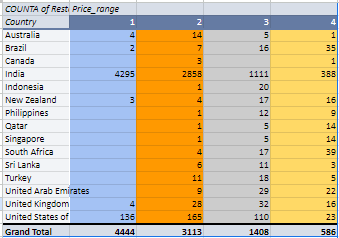 COUNTA of Rest Price_range
Country 1 2 3 4
Australia 4 14 5 1
Brazil 2 7 16 35
Canada 3 1
India 4295 2858 1111 388
Indonesia 1 20
New Zealand 3 4 17 16
Philippines 1 12 9
Qatar 1 5 14
Singapore 1 5 14
South Africa 4 17 39
Sri Lanka 6 11 3
Turkey 11 18 5
United Arab Emirates 9 29 22
United Kingdom 4 28 32 16
United States of 136 165 110 23
Grand Total 4444 3113 1408 586